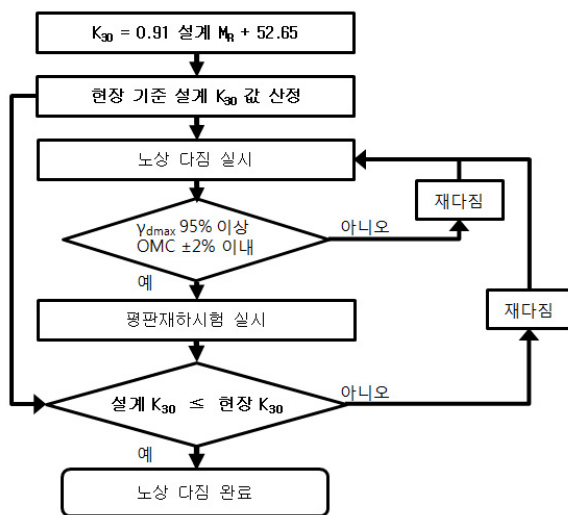 K30 = 0.91 설계 MR + 52.65
현장 기준 설계 K30 값 산정
노상 다짐 실시
재다짐
γdmax 95% 이상
OMC ±2% 이내
아니오
예
평판재하시험 실시
재다짐
설계 K30 ≤ 현장 K30
아니오
예
노상 다짐 완료